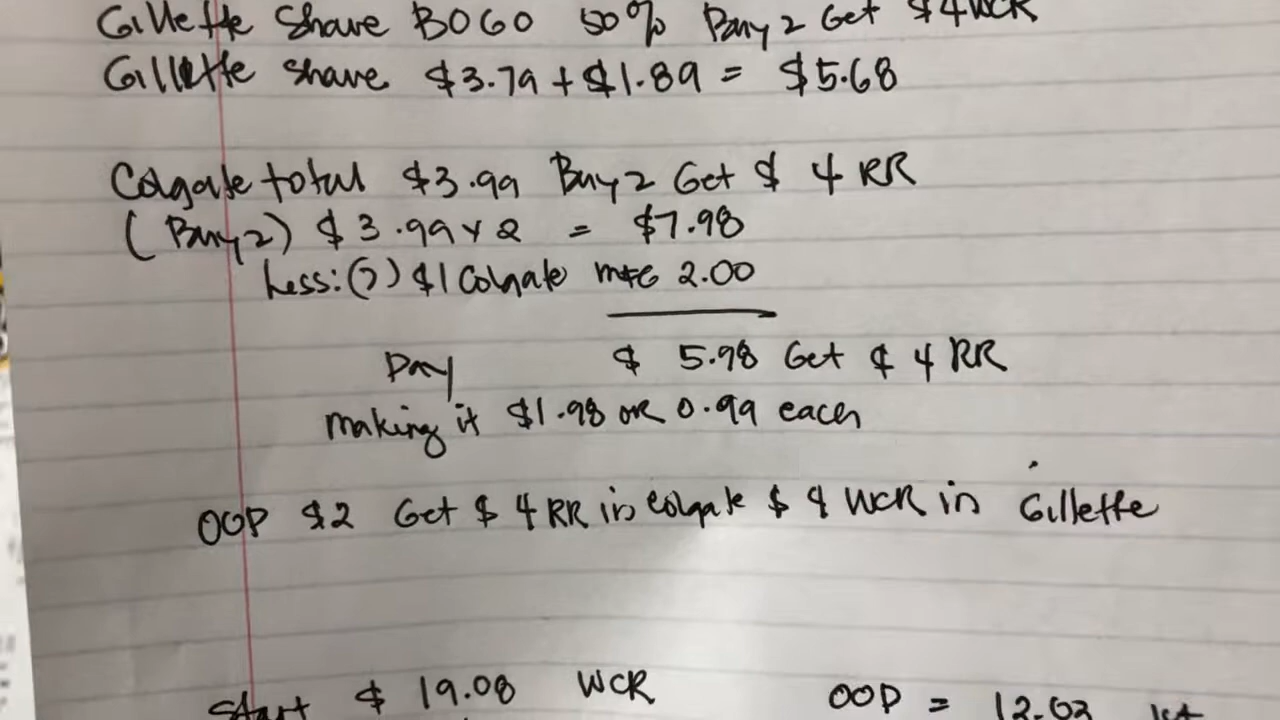 Gillette Shave BOGO 50% Buy 2 Get $4 WCR
Gillette Shave $3.79 + $1.89 = $5.68
Colgate total $3.99 Buy 2 Get $ 4 RR
(Buy 2) $3.99 x 2 = $7.98
Less: (2) $1 Colgate mfc 2.00
Pay $ 5.98 Get $ 4 RR
making it $1.98 or 0.99 each
OOP $2 Get $ 4 RR in Colgate $ 4 WCR in Gillette
Start $ 19.08 WCR OOP = 12.03 1st